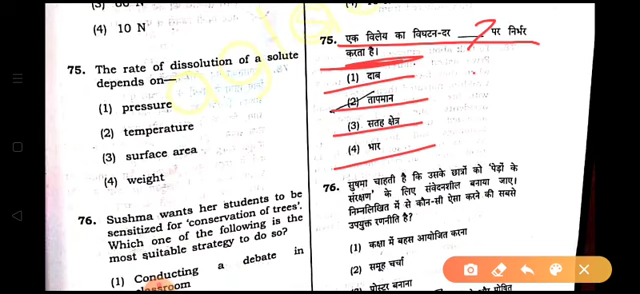 (4) 10 N
75. The rate of dissolution of a solute
depends on—
(1) pressure
(2) temperature
(3) surface area
(4) weight
76. Sushma wants her students to be
sensitized for 'conservation of trees'.
Which one of the following is the
most suitable strategy to do so?
(1) Conducting a debate in
classroom
75. एक विलेय का विघटन-दर ____ पर निर्भर
करता है।
(1) दाब
(2) तापमान
(3) सतह क्षेत्र
(4) भार
76. सुषमा चाहती है कि उसके छात्रों को 'पेड़ों के
संरक्षण' के लिए संवेदनशील बनाया जाए।
निम्नलिखित में से कौन-सी ऐसा करने की सबसे
उपयुक्त रणनीति है?
(1) कक्षा में बहस आयोजित करना
(2) समूह चर्चा
पोस्टर बनाना